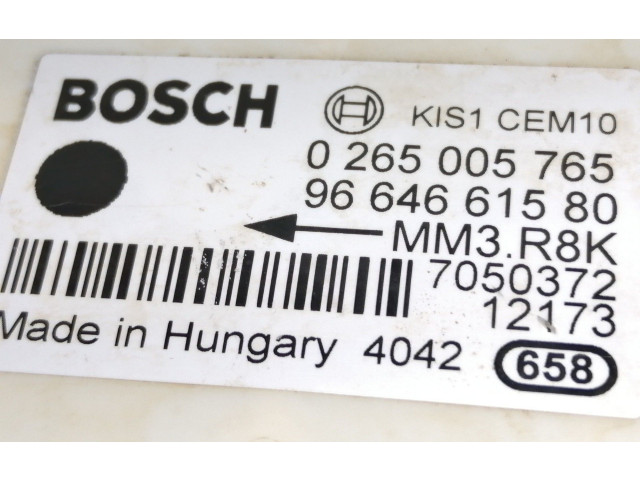 BOSCH KIS1 CEM10
0 265 005 765
96 646 615 80
MM3.R8K
7050372
12173
Made in Hungary 4042 658